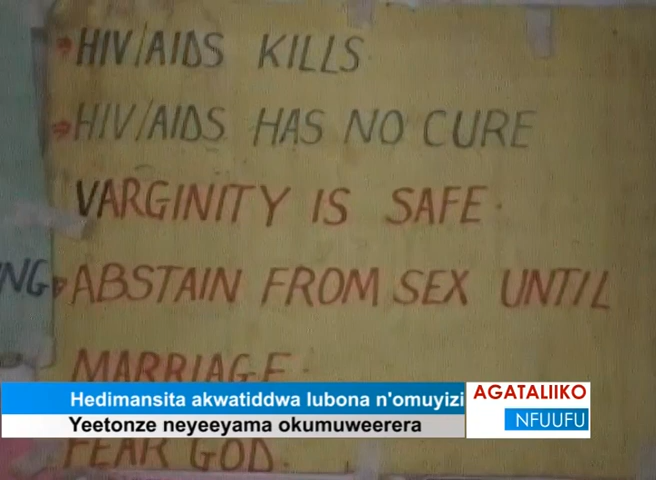 HIV/AIDS KILLS
HIV/AIDS HAS NO CURE
VARGINITY IS SAFE.
NG ABSTAIN FROM SEX UNTIL
MARRIAGE.
Hedimansita akwatiddwa lubona n'omuyizi
Yeetonze neyeeyama okumuweerera
AGATALIIKO
NFUUFU
FEAR GOD.